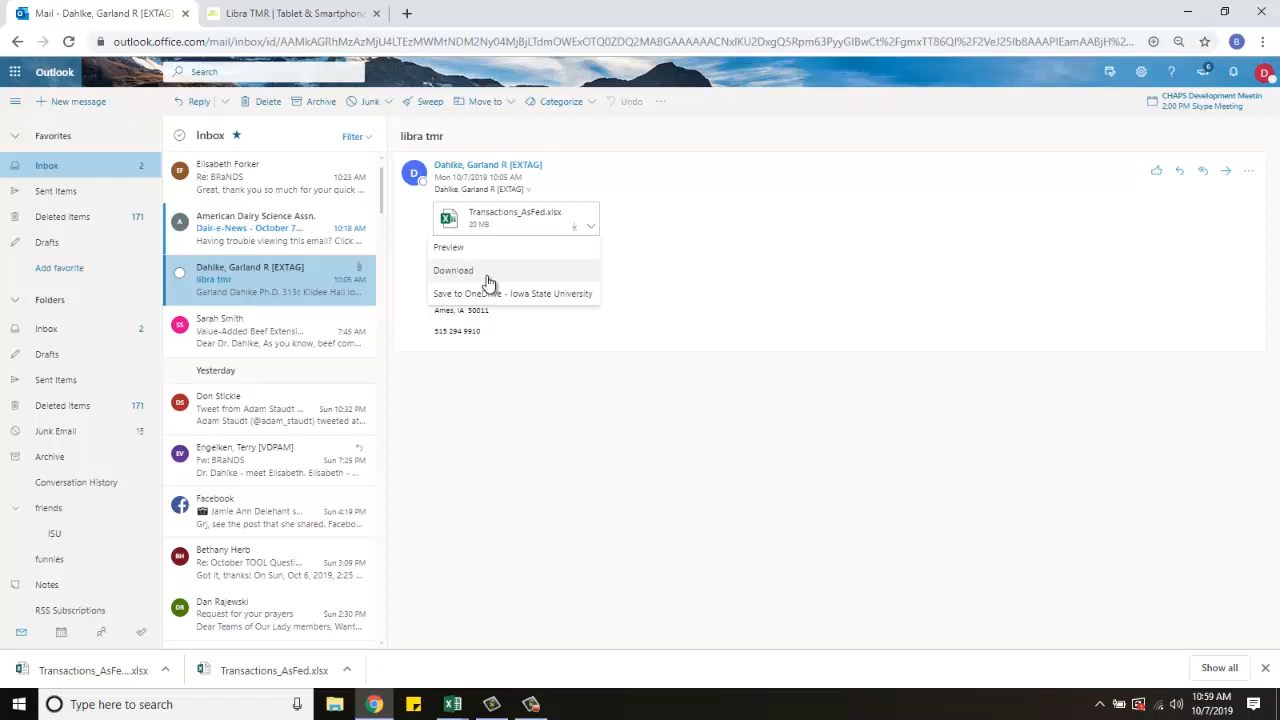 Mail - Dahlke, Garland R [EXTAG]
Libra TMR | Tablet & Smartphone
Outlook
Search
6
D
B
New message
Reply
Delete
Archive
Junk
Sweep
Move to
Categorize
Undo
CHAPS Development Meetin
2:00 PM Skype Meeting
Favorites
Inbox 2
Sent Items
Deleted Items 171
Drafts
Add favorite
Folders
Inbox 2
Drafts
Sent Items
Deleted Items 171
Junk Email 15
Archive
Conversation History
friends
ISU
funnies
Notes
RSS Subscriptions
Inbox
Filter
EF
Elisabeth Forker
Re: BRaNDS 10:23 AM
Great, thank you so much for your quick ...
A
American Dairy Science Assn.
Dair-e-News - October 7... 10:18 AM
Having trouble viewing this email? Click ...
Dahlke, Garland R [EXTAG]
libra tmr 10:05 AM
Garland Dahlke Ph.D. 313c Kildee Hall Io...
SS
Sarah Smith
Value-Added Beef Extensi... 7:45 AM
Dear Dr. Dahlke, As you know, beef com...
Yesterday
DS
Don Stickle
Tweet from Adam Staudt ... Sun 10:32 PM
Adam Staudt (@adam_staudt) tweeted at...
EV
Engelken, Terry [VDPAM]
Fw: BRaNDS Sun 7:25 PM
Dr. Dahlke - meet Elisabeth. Elisabeth - ...
Facebook
Jamie Ann Delehant s... Sun 4:19 PM
Grj, see the post that she shared. Facebo...
BH
Bethany Herb
Re: October TOOL Questi... Sun 3:09 PM
Got it, thanks! On Sun, Oct 6, 2019, 2:25 ...
DR
Dan Rajewski
Request for your prayers Sun 2:30 PM
Dear Teams of Our Lady members, Want...
libra tmr
D
Dahlke, Garland R [EXTAG]
Mon 10/7/2019 10:05 AM
Dahlke, Garland R [EXTAG]
Transactions_AsFed.xlsx
20 MB
Preview
Download
Save to OneDrive - Iowa State University
Ames, IA 50011
515 294 9910
Transactions_AsFe....xlsx
Transactions_AsFed.xlsx
Show all
Type here to search
10:59 AM
10/7/2019